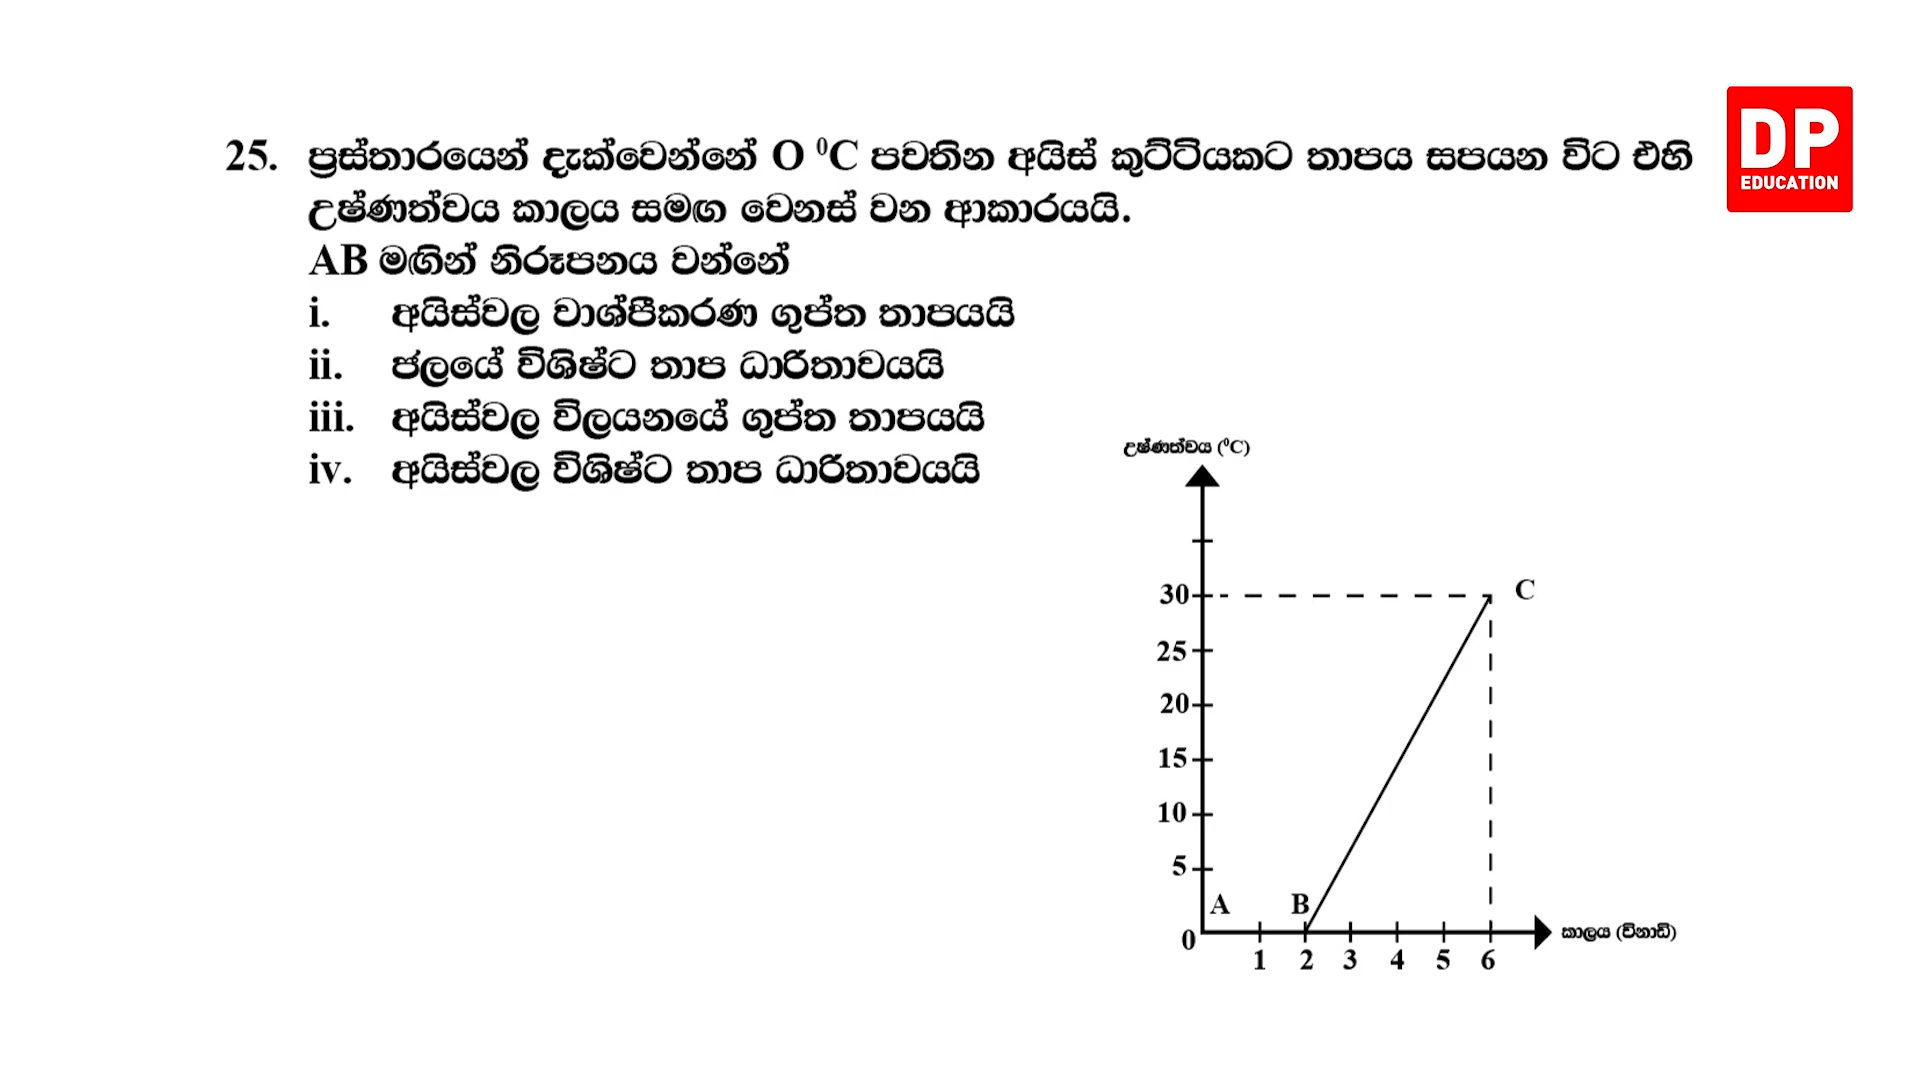 DP
EDUCATION
25. ප්‍රස්තාරයෙන් දැක්වෙන්නේ O ⁰C පවතින අයිස් කුට්ටියකට තාපය සපයන විට එහි
උෂ්ණත්වය කාලය සමඟ වෙනස් වන ආකාරයයි.
AB මඟින් නිරූපනය වන්නේ
i. අයිස්වල වාශ්පීකරණ ගුප්ත තාපයයි
ii. ජලයේ විශිෂ්ට තාප ධාරිතාවයයි
iii. අයිස්වල විලයනයේ ගුප්ත තාපයයි
iv. අයිස්වල විශිෂ්ට තාප ධාරිතාවයයි
උෂ්ණත්වය (⁰C)
30 C
25
20
15
10
5
A B
0 කාලය (විනාඩි)
1 2 3 4 5 6